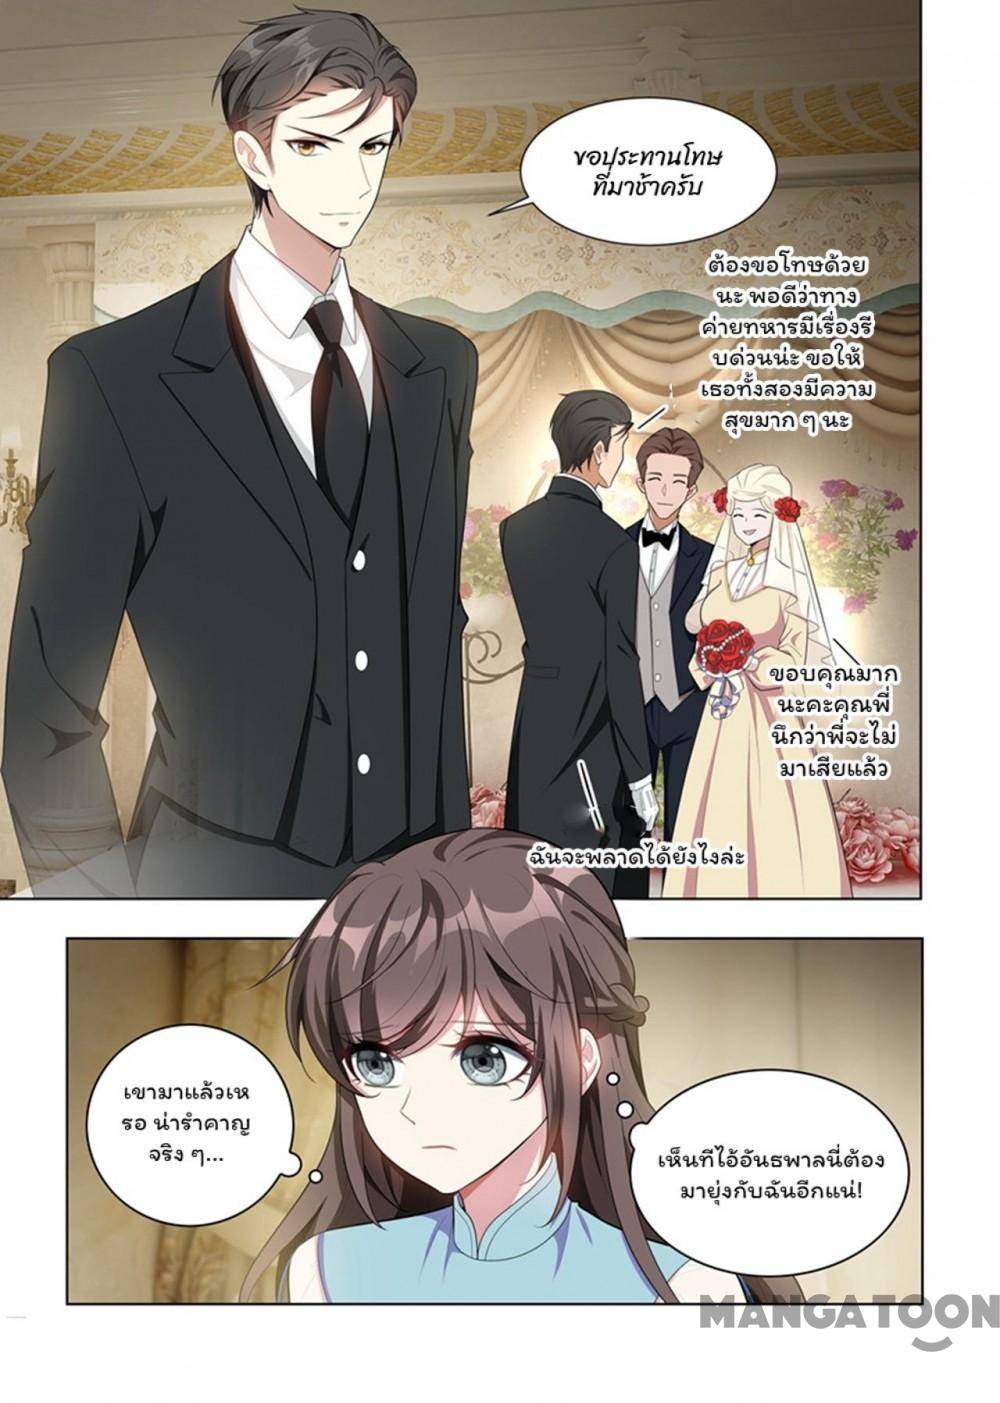 ขอประทานโทษ
ที่มาช้าครับ
ต้องขอโทษด้วย
นะ พอดีว่าทาง
ค่ายทหารมีเรื่องรี
บด่วนน่ะ ขอให้
เธอทั้งสองมีความ
สุขมาก ๆ นะ
ขอบคุณมาก
นะคะคุณพี่
นึกว่าพี่จะไม่
มาเสียแล้ว
ฉันจะพลาดได้ยังไงล่ะ
เขามาแล้วเห
รอ น่ารำคาญ
จริง ๆ...
เห็นทีไอ้อันธพาลนี่ต้อง
มายุ่งกับฉันอีกแน่!
MANGATOON